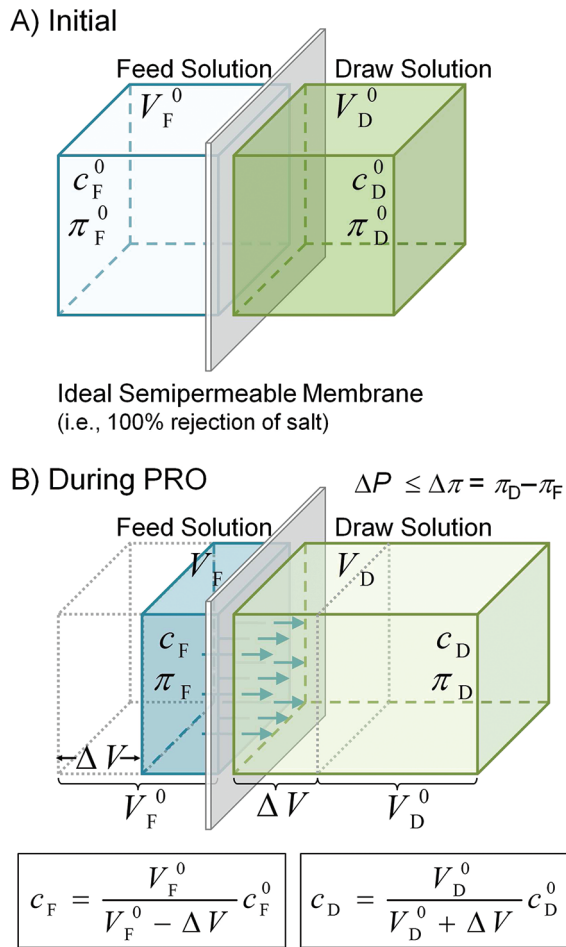 A) Initial
Feed Solution Draw Solution
V_F^0 V_D^0
c_F^0 c_D^0
π_F^0 π_D^0
Ideal Semipermeable Membrane
(i.e., 100% rejection of salt)
B) During PRO
ΔP ≤ Δπ = π_D–π_F
Feed Solution Draw Solution
V_F V_D
c_F c_D
π_F π_D
ΔV
V_F^0 ΔV V_D^0
c_F = \frac{V_F^0}{V_F^0 − ΔV} c_F^0
c_D = \frac{V_D^0}{V_D^0 + ΔV} c_D^0